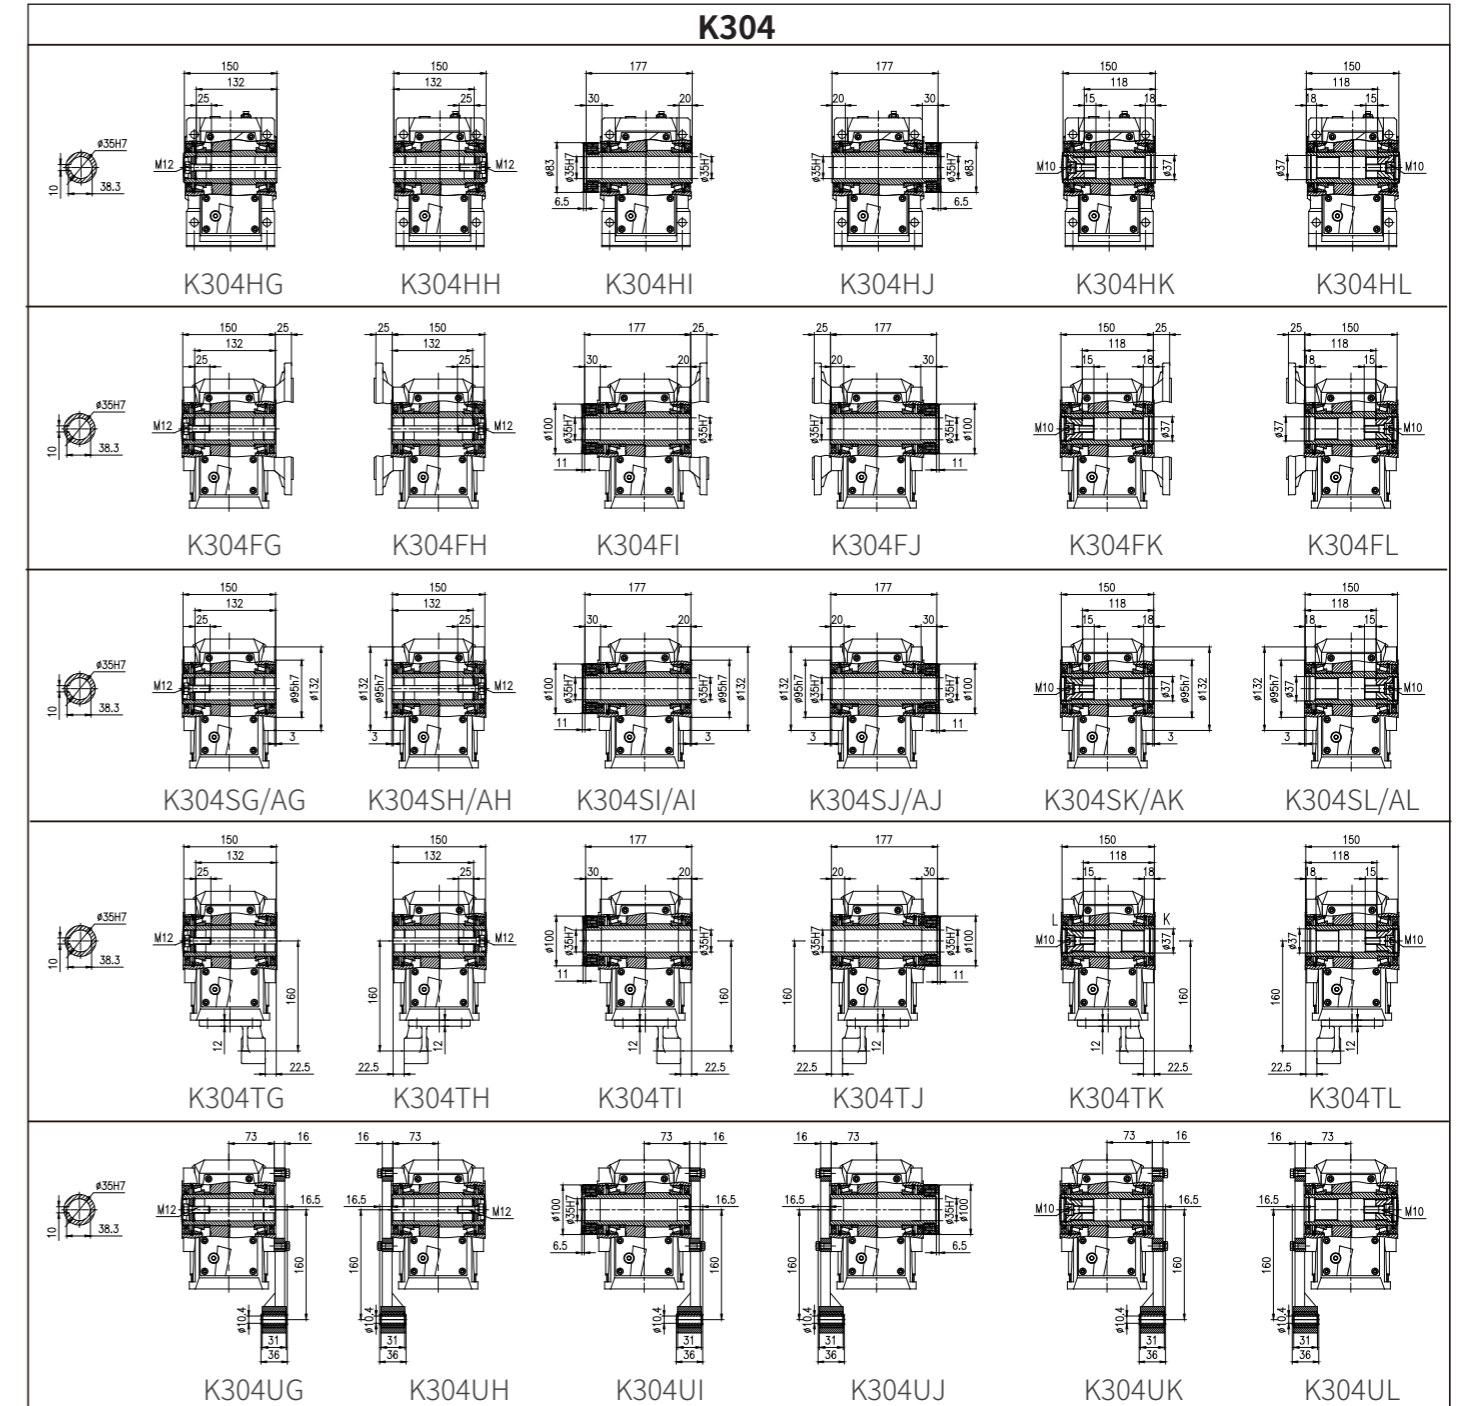 K304
150 150 177 177 150 150
132 132 118 118
25 25 30 20 20 30 15 18 18 15
ø35H7 M12 M12 ø83 ø35H7 ø35H7 ø35H7 ø35H7 ø83 M10 ø37 ø37 M10
10 38.3 6.5 6.5
K304HG K304HH K304HI K304HJ K304HK K304HL
150 25 25 150 177 25 25 177 150 25 25 150
132 132 118 118
25 25 30 20 20 30 15 18 18 15
ø35H7 M12 M12 ø100 ø35H7 ø35H7 ø35H7 ø35H7 ø100 M10 ø37 ø37 M10
10 38.3 11 11
K304FG K304FH K304FI K304FJ K304FK K304FL
150 150 177 177 150 150
132 132 118 118
25 25 30 20 20 30 15 18 18 15
ø35H7 M12 ø95h7 ø132 ø132 ø95h7 M12 ø100 ø35H7 ø35H7 ø95h7 ø132 ø132 ø95h7 ø35H7 ø35H7 ø100 M10 ø37 ø95h7 ø132 ø132 ø95h7 ø37 M10
10 38.3 3 3 11 3 3 11 3 3
K304SG/AG K304SH/AH K304SI/AI K304SJ/AJ K304SK/AK K304SL/AL
150 150 177 177 150 150
132 132 118 118
25 25 30 20 20 30 15 18 18 15
ø35H7 M12 M12 ø100 ø35H7 ø35H7 ø35H7 ø35H7 ø100 L K M10 ø37 ø37 M10
10 38.3 11 11
160 160 160 160 160 160
12 12 12 12 12 12
22.5 22.5 22.5 22.5 22.5 22.5
K304TG K304TH K304TI K304TJ K304TK K304TL
73 16 16 73 73 16 16 73 73 16 16 73
ø35H7 M12 16.5 16.5 M12 ø100 ø35H7 16.5 16.5 ø35H7 ø100 M10 16.5 16.5 M10
10 38.3 6.5 6.5
160 160 160 160 160 160
ø10.4 ø10.4 ø10.4 ø10.4 ø10.4 ø10.4
31 31 31 31 31 31
36 36 36 36 36 36
K304UG K304UH K304UI K304UJ K304UK K304UL